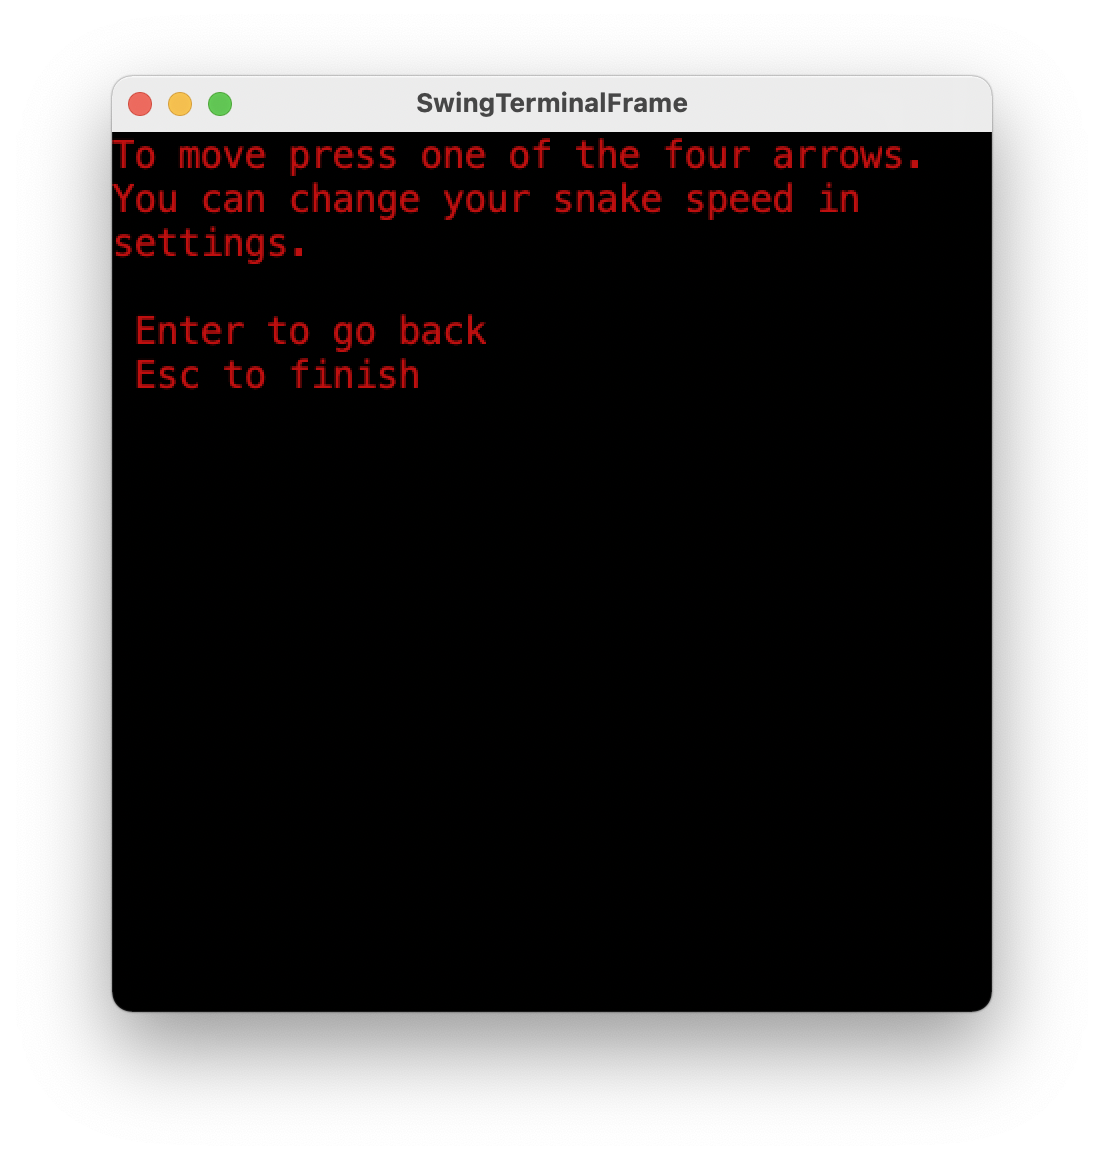 SwingTerminalFrame
To move press one of the four arrows.
You can change your snake speed in
settings.
Enter to go back
Esc to finish